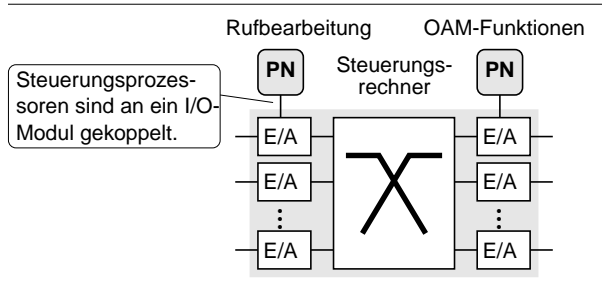 Rufbearbeitung OAM-Funktionen
PN Steuerungs- PN
rechner
Steuerungsprozes-
soren sind an ein I/O-
Modul gekoppelt.
E/A E/A
E/A E/A
E/A E/A